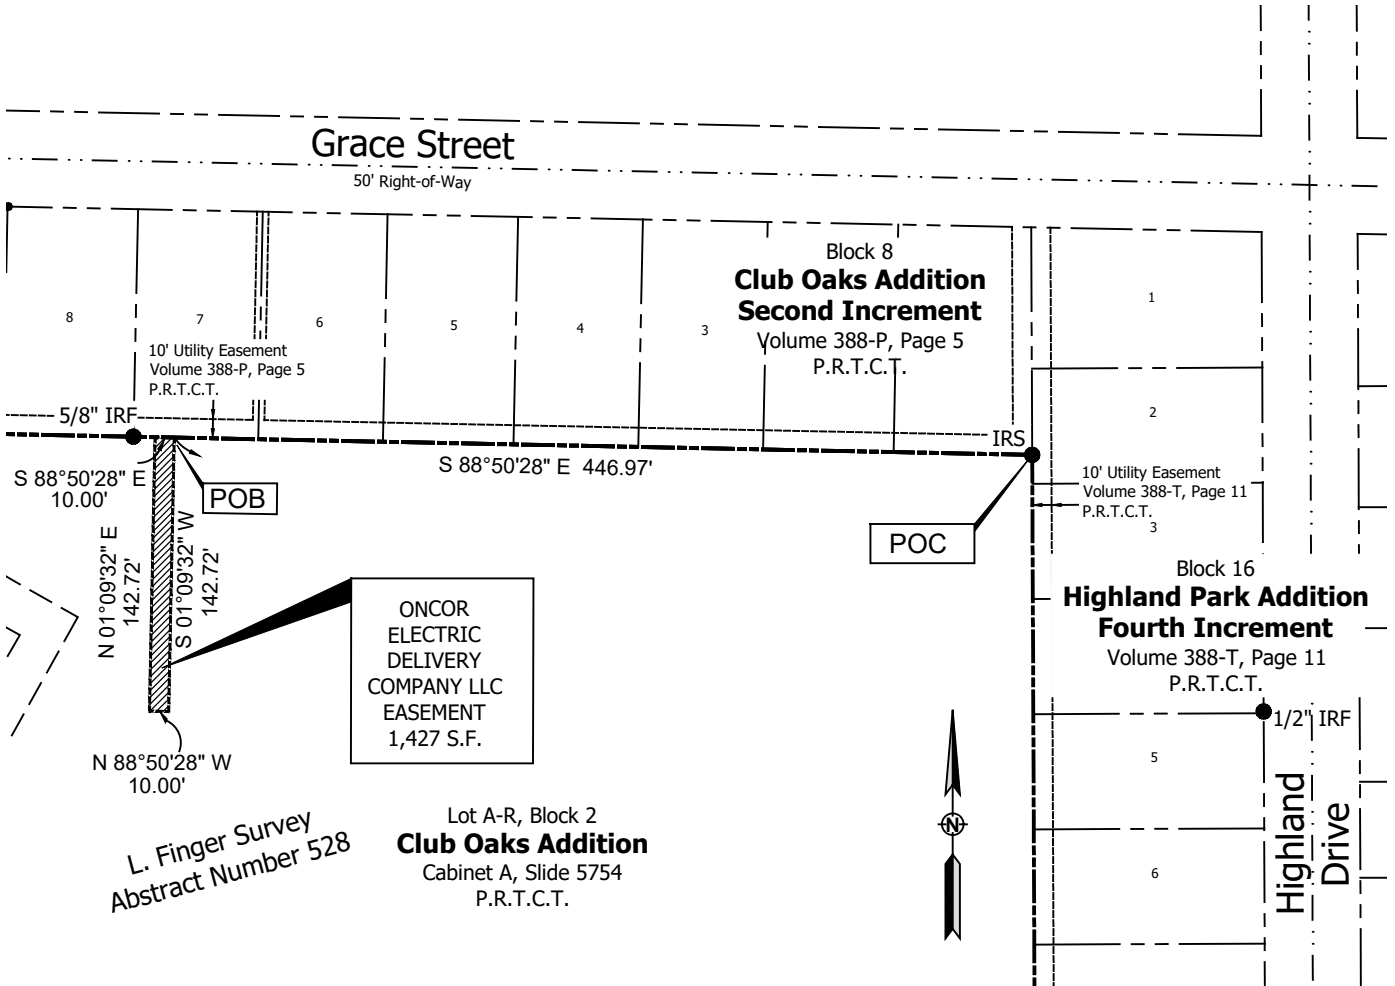 Grace Street
50' Right-of-Way
Block 8
Club Oaks Addition
Second Increment
Volume 388-P, Page 5
P.R.T.C.T.
8
7
6
5
4
3
10' Utility Easement
Volume 388-P, Page 5
P.R.T.C.T.
5/8" IRF
IRS
S 88°50'28" E 446.97'
S 88°50'28" E
10.00'
POB
POC
N 01°09'32" E
142.72'
S 01°09'32" W
142.72'
ONCOR
ELECTRIC
DELIVERY
COMPANY LLC
EASEMENT
1,427 S.F.
N 88°50'28" W
10.00'
L. Finger Survey
Abstract Number 528
Lot A-R, Block 2
Club Oaks Addition
Cabinet A, Slide 5754
P.R.T.C.T.
N
1
2
10' Utility Easement
Volume 388-T, Page 11
P.R.T.C.T.
3
Block 16
Highland Park Addition
Fourth Increment
Volume 388-T, Page 11
P.R.T.C.T.
1/2" IRF
5
6
Highland
Drive